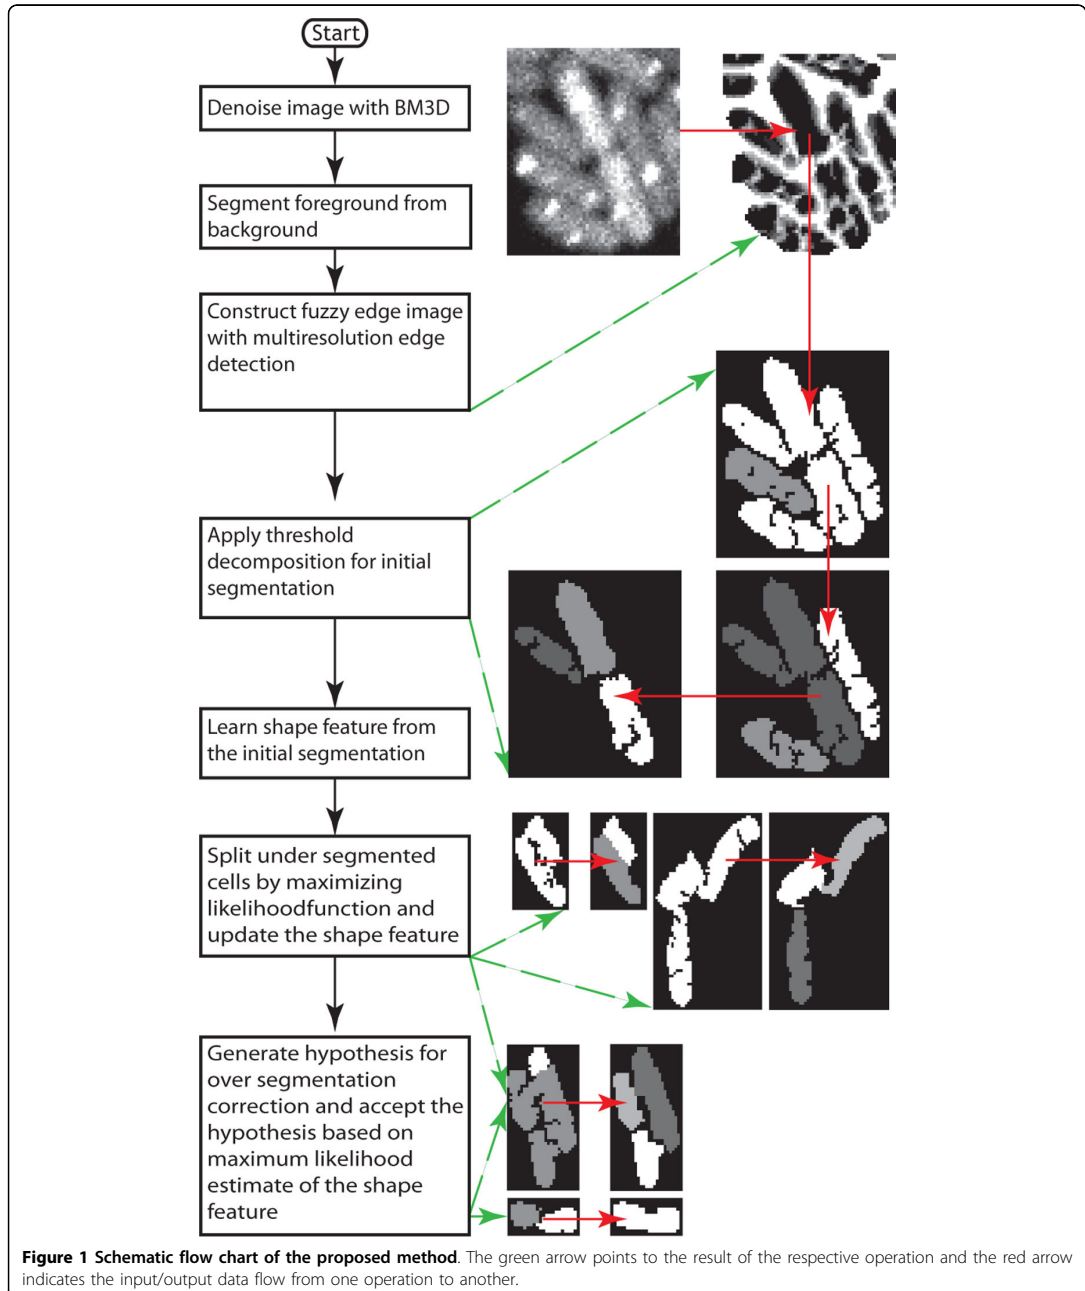 Start
Denoise image with BM3D
Segment foreground from
background
Construct fuzzy edge image
with multiresolution edge
detection
Apply threshold
decomposition for initial
segmentation
Learn shape feature from
the initial segmentation
Split under segmented
cells by maximizing
likelihoodfunction and
update the shape feature
Generate hypothesis for
over segmentation
correction and accept the
hypothesis based on
maximum likelihood
estimate of the shape
feature
Figure 1 Schematic flow chart of the proposed method. The green arrow points to the result of the respective operation and the red arrow
indicates the input/output data flow from one operation to another.